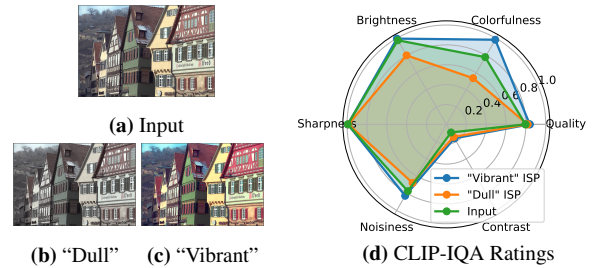 Brightness
Colorfulness
1.0
0.8
0.6
0.4
0.2
Sharpness
Quality
"Vibrant" ISP
"Dull" ISP
Input
Noisiness
Contrast
(a) Input
(b) “Dull”
(c) “Vibrant”
(d) CLIP-IQA Ratings